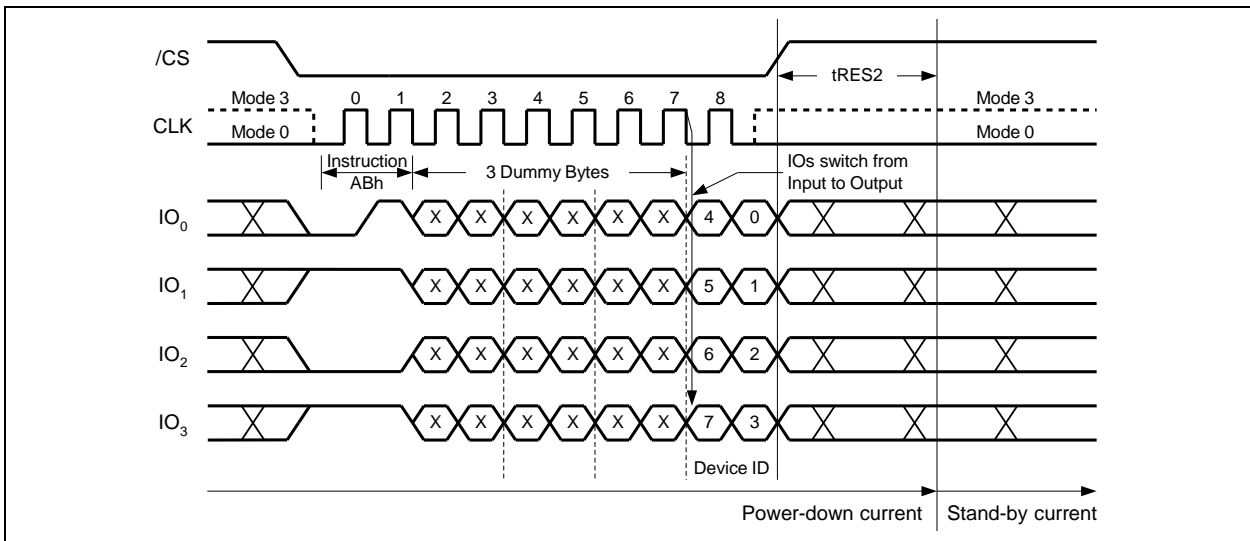 /CS
tRES2
Mode 3
0 1 2 3 4 5 6 7 8
Mode 3
CLK
Mode 0
Mode 0
Instruction
ABh
3 Dummy Bytes
IOs switch from
Input to Output
IO0
X X X X X X 4 0
IO1
X X X X X X 5 1
IO2
X X X X X X 6 2
IO3
X X X X X X 7 3
Device ID
Power-down current
Stand-by current